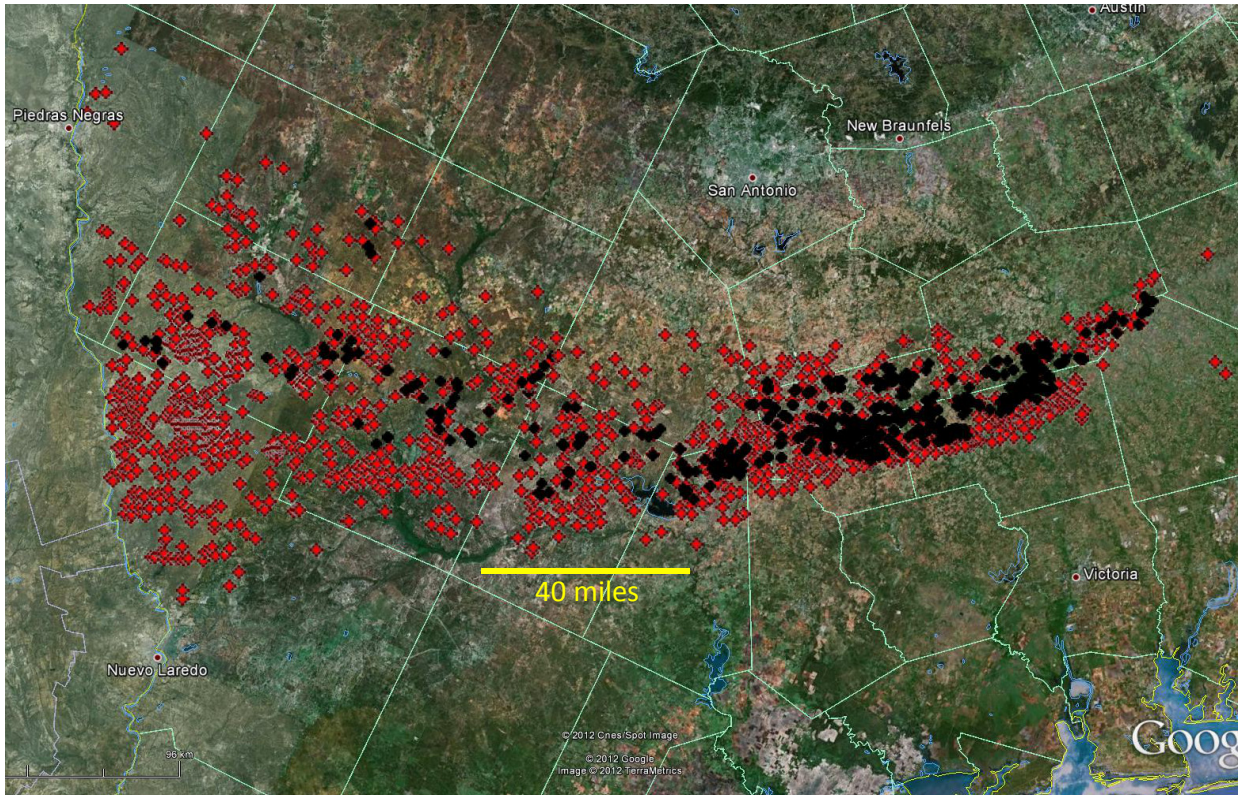 Austin
Piedras Negras
New Braunfels
San Antonio
40 miles
Victoria
Nuevo Laredo
© 2012 Cnes/Spot Image
96 km
© 2012 Google
Image © 2012 TerraMetrics
Goog